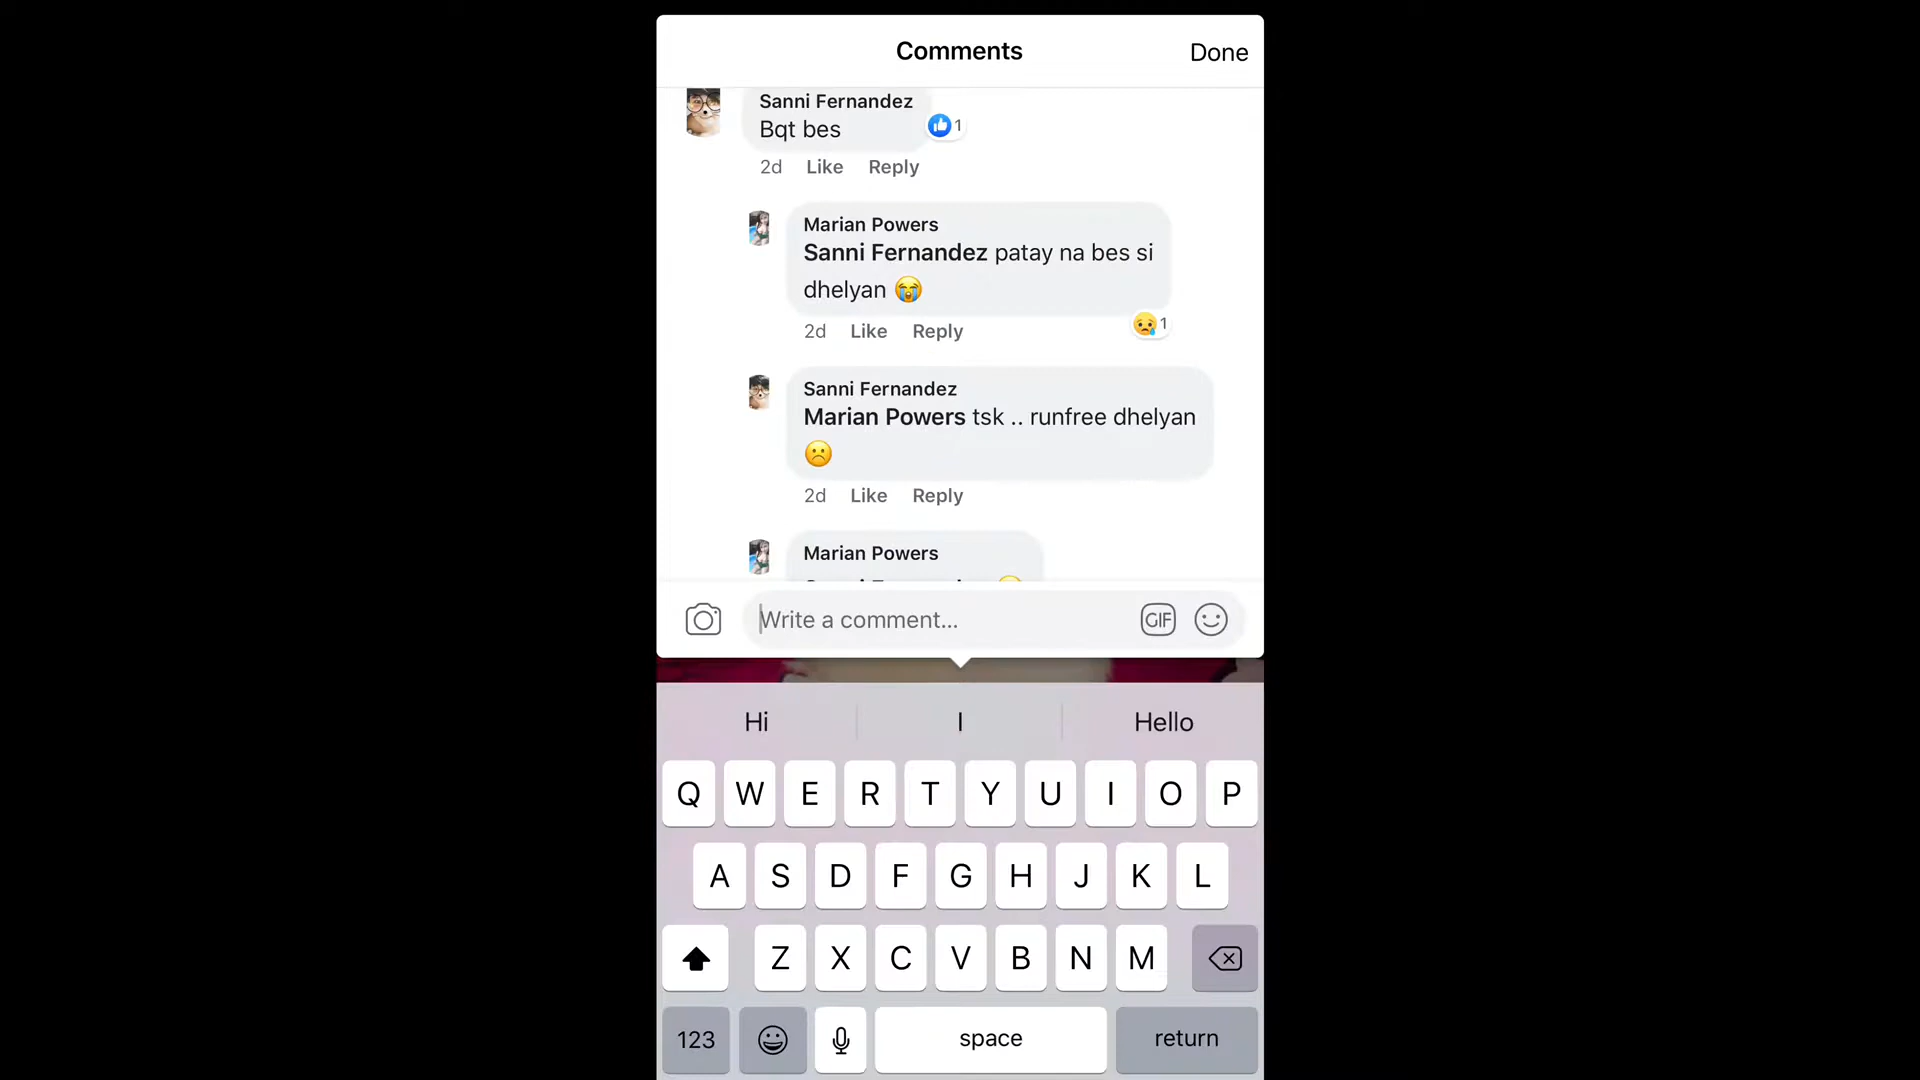 Comments
Done
Sanni Fernandez
Bqt bes
1
2d Like Reply
Marian Powers
Sanni Fernandez patay na bes si
dhelyan 😭
1
2d Like Reply
Sanni Fernandez
Marian Powers tsk .. runfree dhelyan
☹️
2d Like Reply
Marian Powers
Write a comment...
GIF
Hi I Hello
Q W E R T Y U I O P
A S D F G H J K L
Z X C V B N M
123 space return